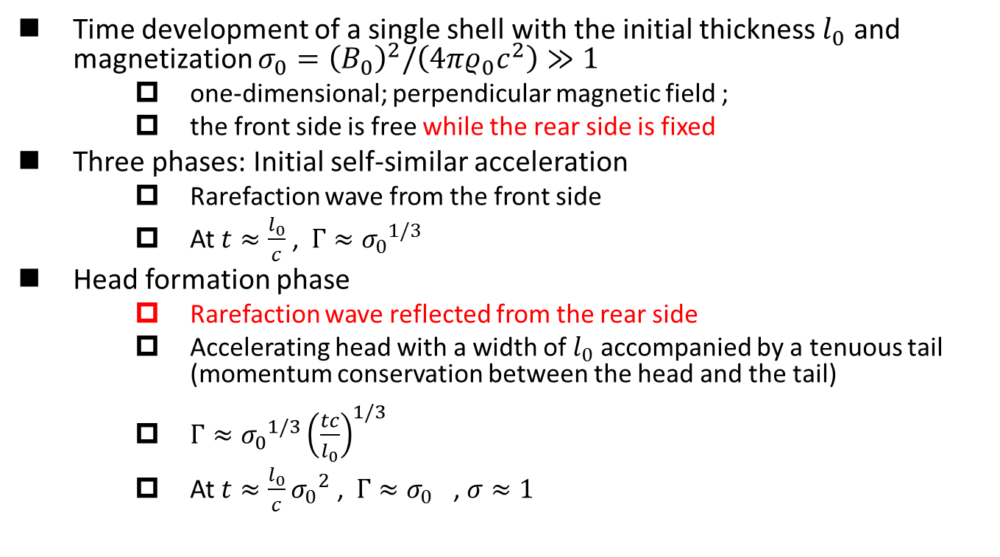 ■ Time development of a single shell with the initial thickness $l_0$ and
magnetization $\sigma_0 = (B_0)^2/(4\pi\varrho_0 c^2) \gg 1$
□ one-dimensional; perpendicular magnetic field ;
□ the front side is free while the rear side is fixed
■ Three phases: Initial self-similar acceleration
□ Rarefaction wave from the front side
□ At $t \approx \frac{l_0}{c}$ , $\Gamma \approx {\sigma_0}^{1/3}$
■ Head formation phase
□ Rarefaction wave reflected from the rear side
□ Accelerating head with a width of $l_0$ accompanied by a tenuous tail
(momentum conservation between the head and the tail)
□ $\Gamma \approx {\sigma_0}^{1/3} \left(\frac{tc}{l_0}\right)^{1/3}$
□ At $t \approx \frac{l_0}{c} {\sigma_0}^2$ , $\Gamma \approx \sigma_0$ , $\sigma \approx 1$